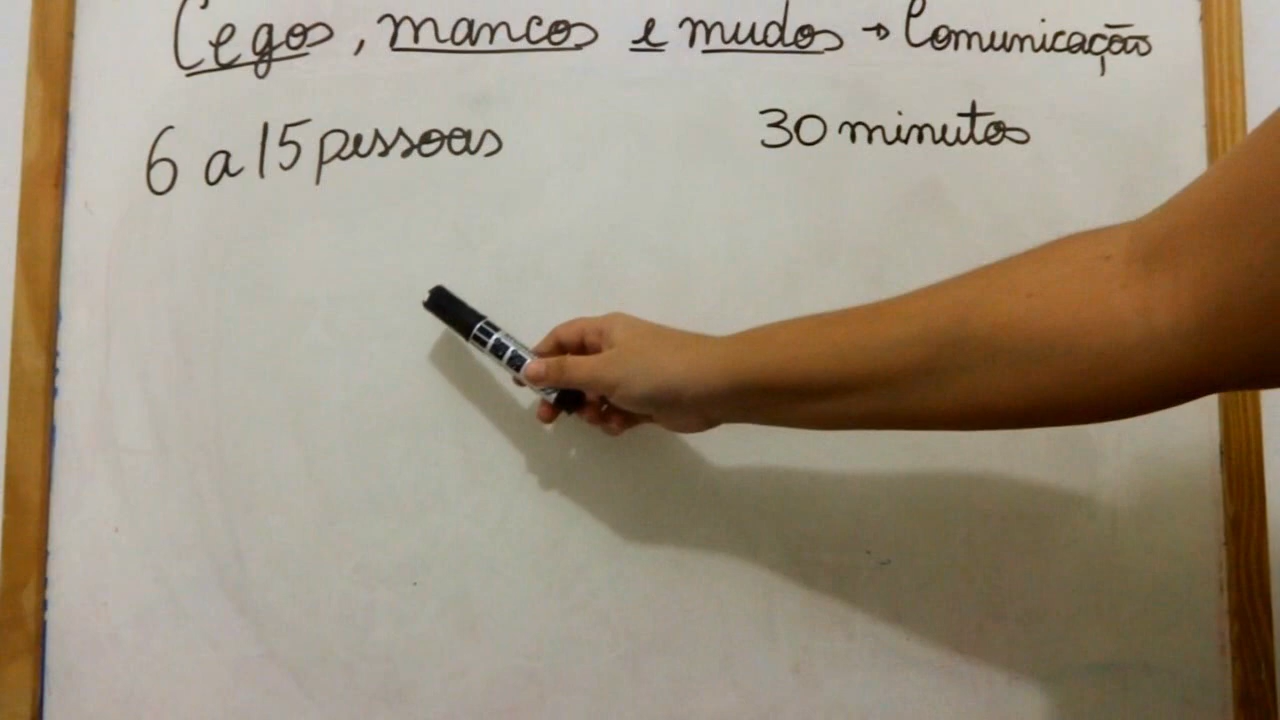 Cegos, mancos e mudos → Comunicação
6 a 15 pessoas
30 minutos